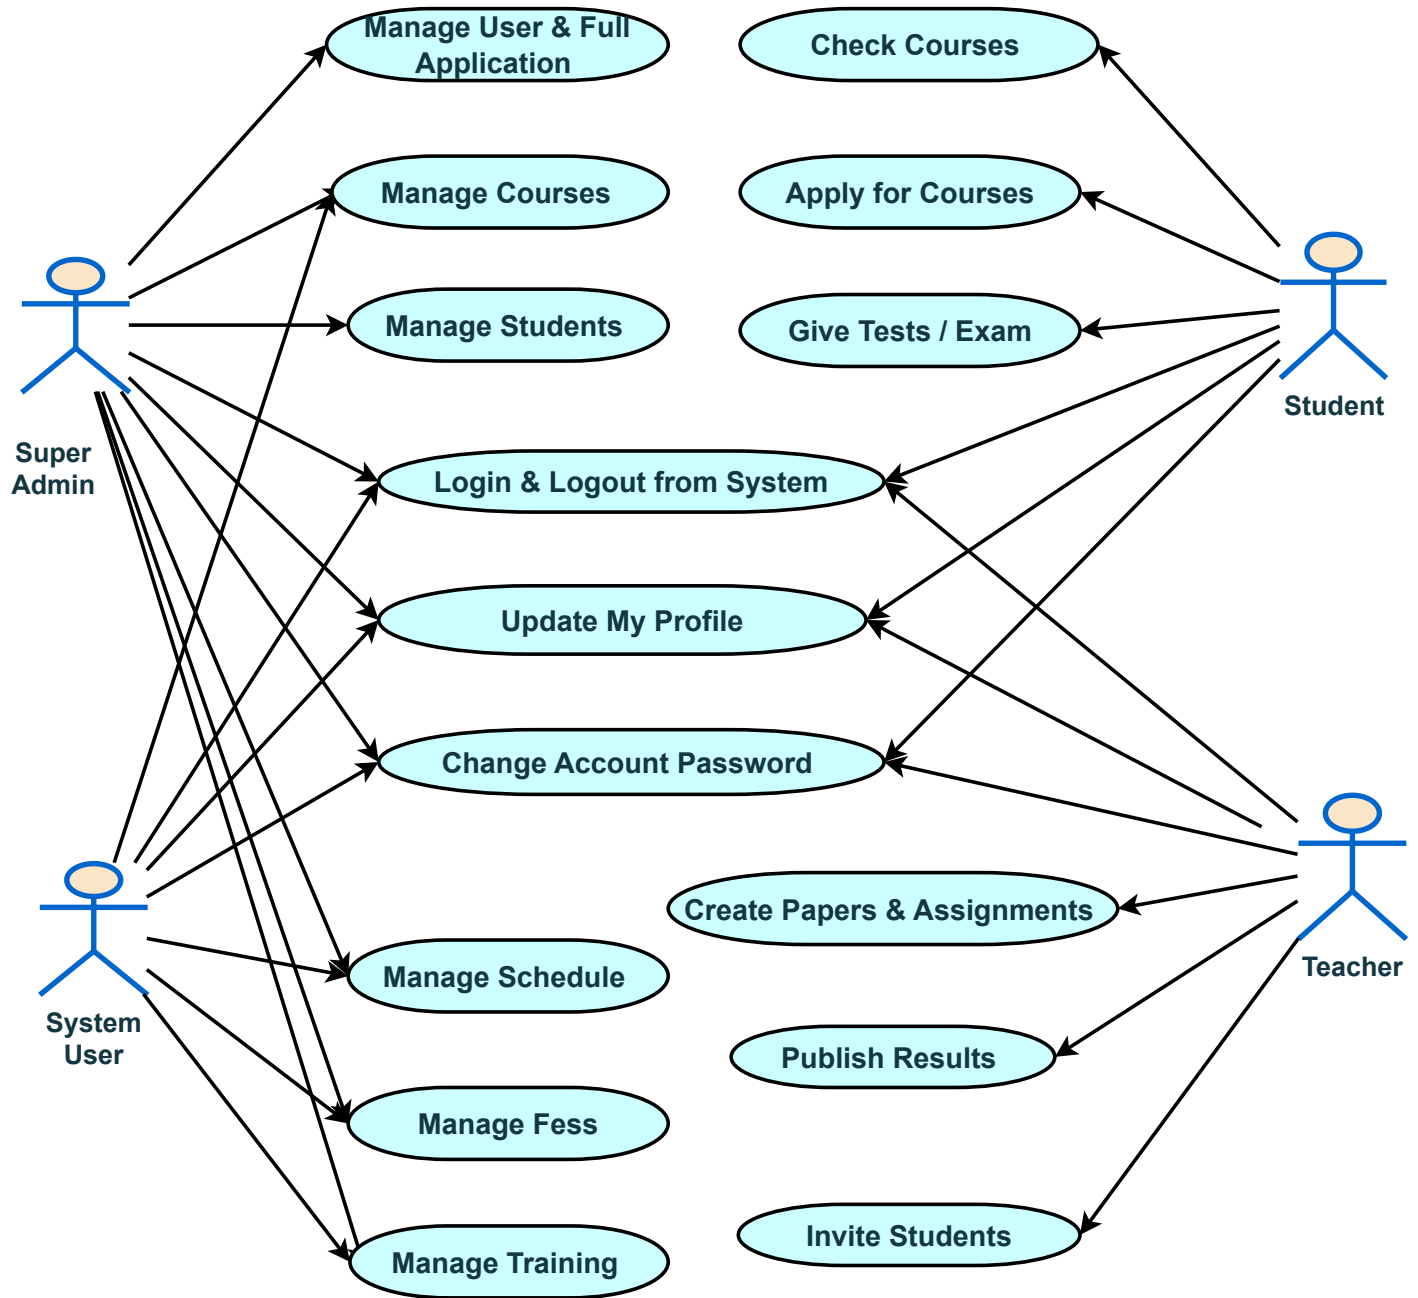 Manage User & Full
Application
Check Courses
Manage Courses
Apply for Courses
Manage Students
Give Tests / Exam
Student
Super
Admin
Login & Logout from System
Update My Profile
Change Account Password
Create Papers & Assignments
Teacher
Manage Schedule
System
User
Publish Results
Manage Fess
Invite Students
Manage Training